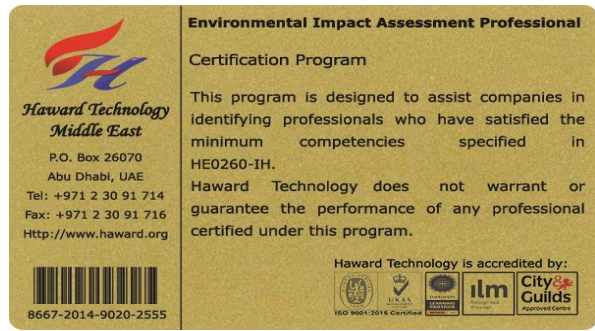 Environmental Impact Assessment Professional
Certification Program
This program is designed to assist companies in
identifying professionals who have satisfied the
minimum competencies specified in
HE0260-IH.
Haward Technology does not warrant or
guarantee the performance of any professional
certified under this program.
H
Haward Technology
Middle East
P.O. Box 26070
Abu Dhabi, UAE
Tel: +971 2 30 91 714
Fax: +971 2 30 91 716
Http://www.haward.org
8667-2014-9020-2555
Haward Technology is accredited by:
UKAS
ISO 9001:2015 Certified
LEARNING
PARTNER
ilm
Recognised
Provider
City&
Guilds
Approved Centre